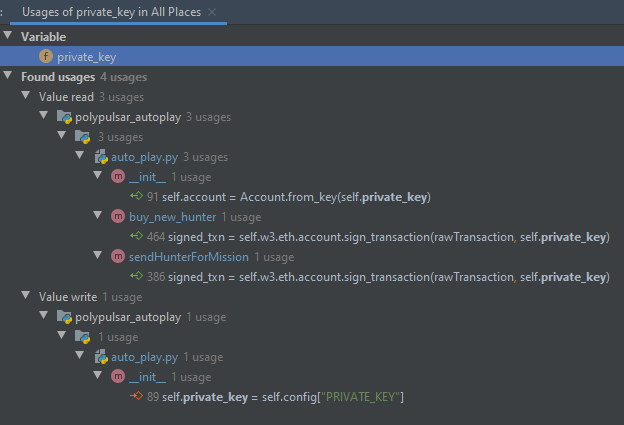 Usages of private_key in All Places ×
Variable
f private_key
Found usages 4 usages
Value read 3 usages
polypulsar_autoplay 3 usages
3 usages
auto_play.py 3 usages
m __init__ 1 usage
91 self.account = Account.from_key(self.private_key)
m buy_new_hunter 1 usage
464 signed_txn = self.w3.eth.account.sign_transaction(rawTransaction, self.private_key)
m sendHunterForMission 1 usage
386 signed_txn = self.w3.eth.account.sign_transaction(rawTransaction, self.private_key)
Value write 1 usage
polypulsar_autoplay 1 usage
1 usage
auto_play.py 1 usage
m __init__ 1 usage
89 self.private_key = self.config["PRIVATE_KEY"]